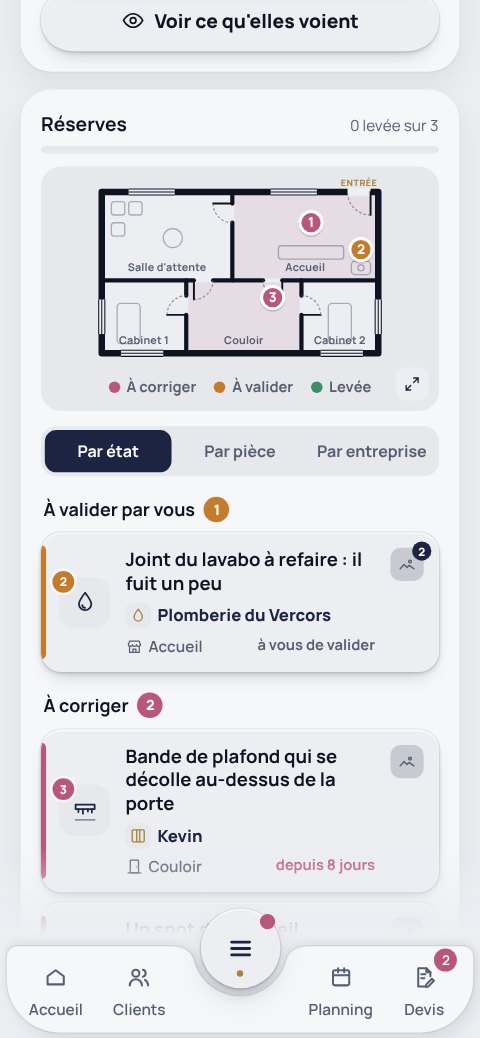 Voir ce qu'elles voient
Réserves
0 levée sur 3
ENTRÉE
1
2
Salle d'attente
Accueil
3
Cabinet 1
Couloir
Cabinet 2
À corriger
À valider
Levée
Par état
Par pièce
Par entreprise
À valider par vous 1
2
Joint du lavabo à refaire : il
fuit un peu
2
Plomberie du Vercors
Accueil
à vous de valider
À corriger 2
Bande de plafond qui se
décolle au-dessus de la
porte
3
Kevin
Couloir
depuis 8 jours
Un spot
2
Accueil
Clients
Planning
Devis